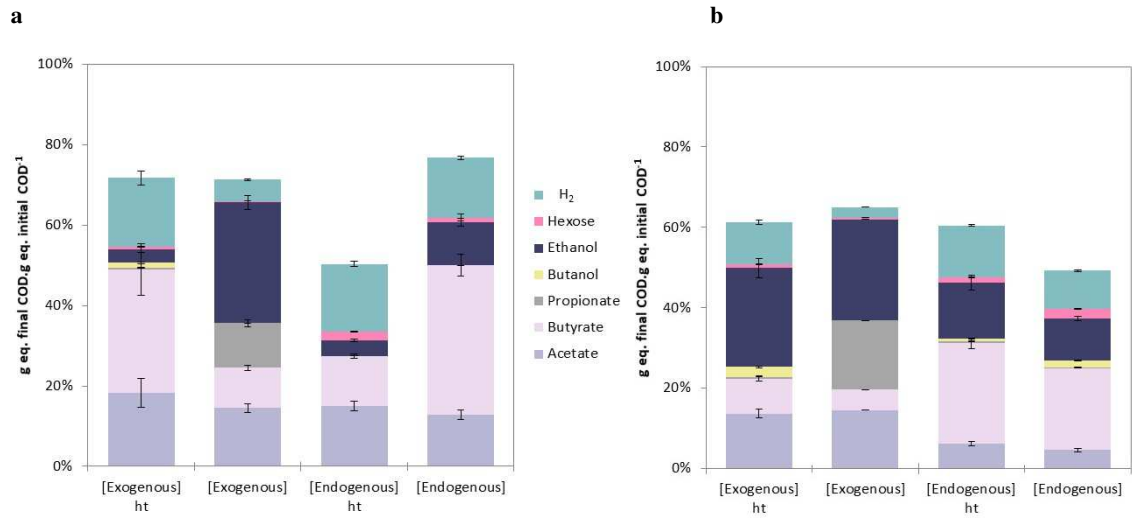 a
g eq. final COD.g eq. initial COD⁻¹
100%
80%
60%
40%
20%
0%
[Exogenous] ht
[Exogenous]
[Endogenous] ht
[Endogenous]
H₂
Hexose
Ethanol
Butanol
Propionate
Butyrate
Acetate
b
g eq. final COD.g eq. initial COD⁻¹
100%
80%
60%
40%
20%
0%
[Exogenous] ht
[Exogenous]
[Endogenous] ht
[Endogenous]